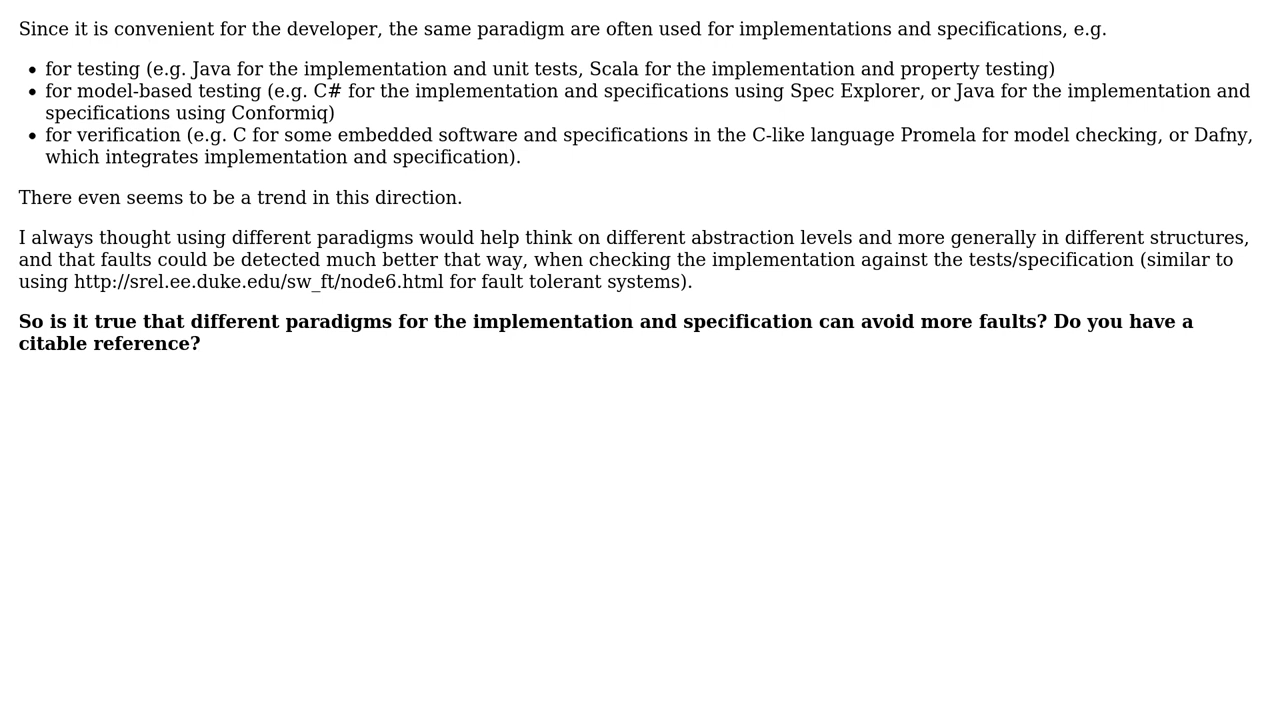 Since it is convenient for the developer, the same paradigm are often used for implementations and specifications, e.g.
• for testing (e.g. Java for the implementation and unit tests, Scala for the implementation and property testing)
• for model-based testing (e.g. C# for the implementation and specifications using Spec Explorer, or Java for the implementation and
specifications using Conformiq)
• for verification (e.g. C for some embedded software and specifications in the C-like language Promela for model checking, or Dafny,
which integrates implementation and specification).
There even seems to be a trend in this direction.
I always thought using different paradigms would help think on different abstraction levels and more generally in different structures,
and that faults could be detected much better that way, when checking the implementation against the tests/specification (similar to
using http://srel.ee.duke.edu/sw_ft/node6.html for fault tolerant systems).
So is it true that different paradigms for the implementation and specification can avoid more faults? Do you have a
citable reference?